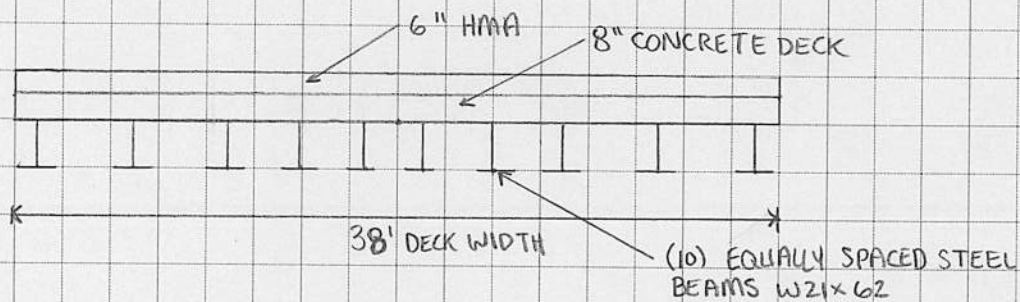 6" HMA
8" CONCRETE DECK
38' DECK WIDTH
(10) EQUALLY SPACED STEEL
BEAMS W21x62